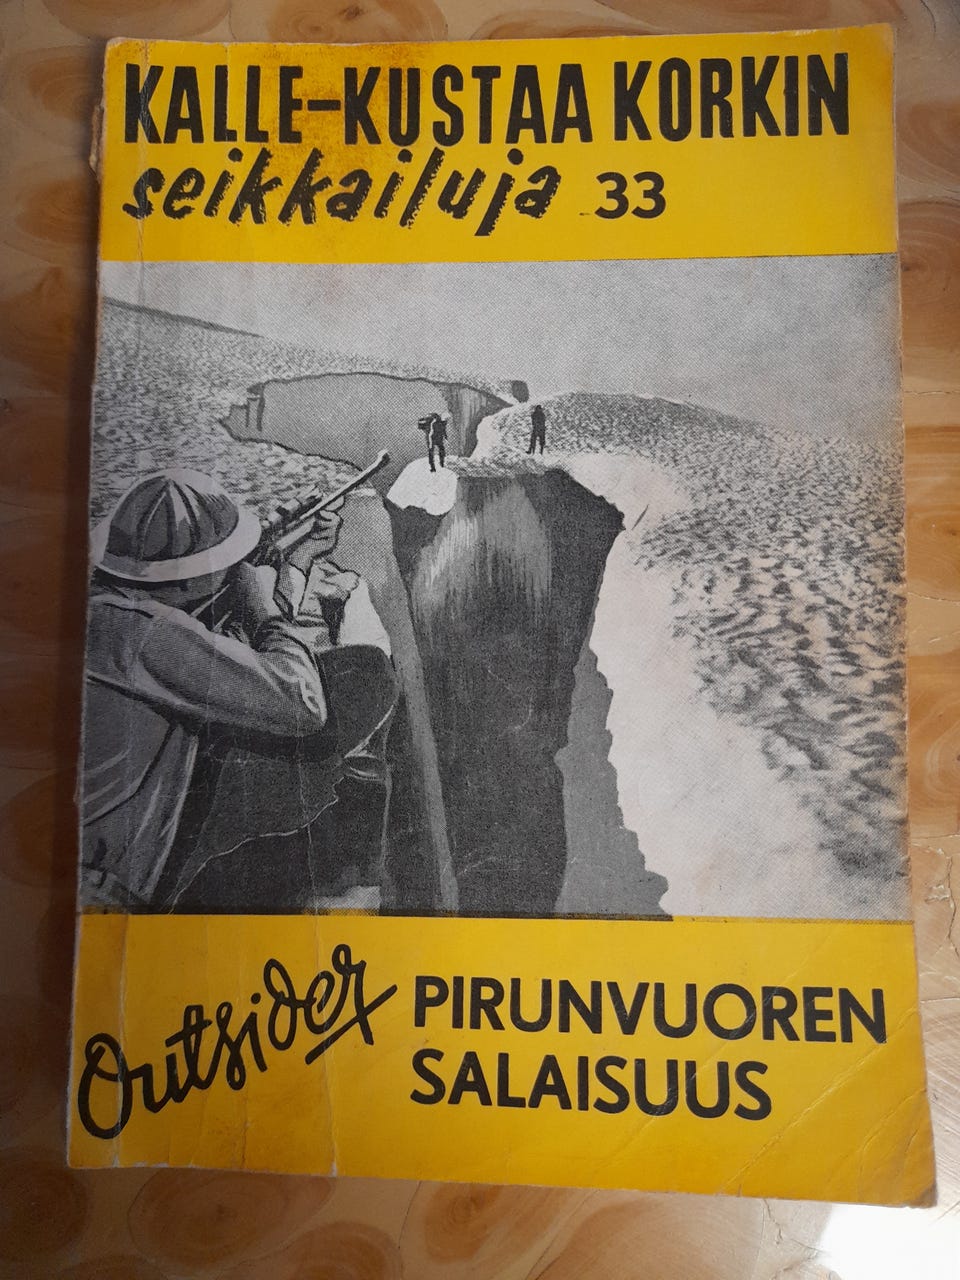 KALLE-KUSTAA KORKIN
seikkailuja 33
Outsider
PIRUNVUOREN
SALAISUUS